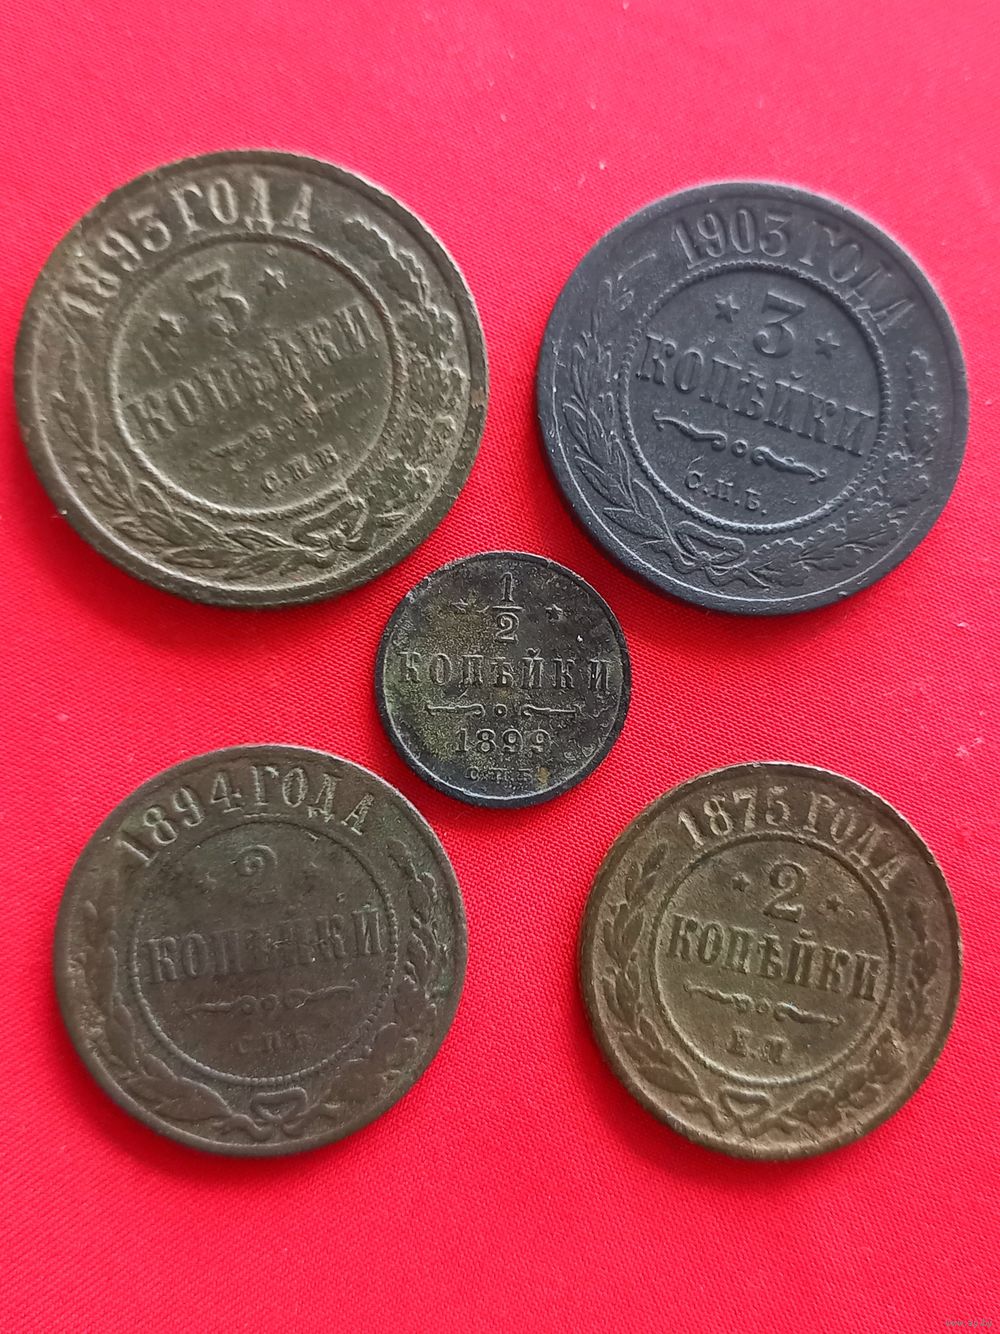 1893 ГОДА
3
КОПѢЙКИ
С.П.Б.
1903 ГОДА
3
КОПѢЙКИ
С.П.Б.
1/2
КОПѢЙКИ
1899
С.П.Б.
1894 ГОДА
2
КОПѢЙКИ
С.П.Б.
1875 ГОДА
2
КОПѢЙКИ
Е.М.